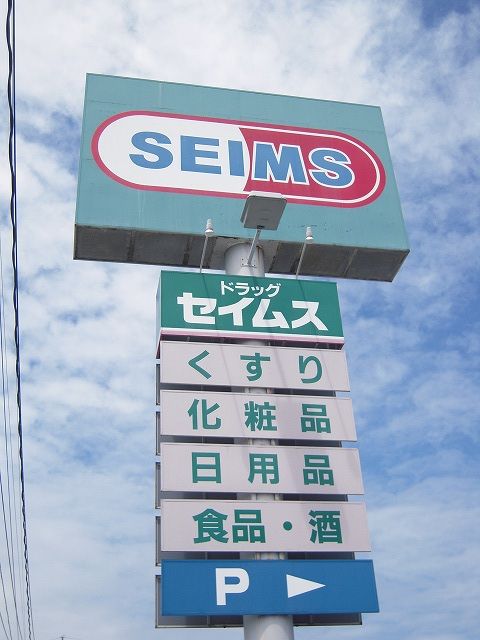 SEIMS
ドラッグ
セイムス
くすり
化粧品
日用品
食品・酒
P